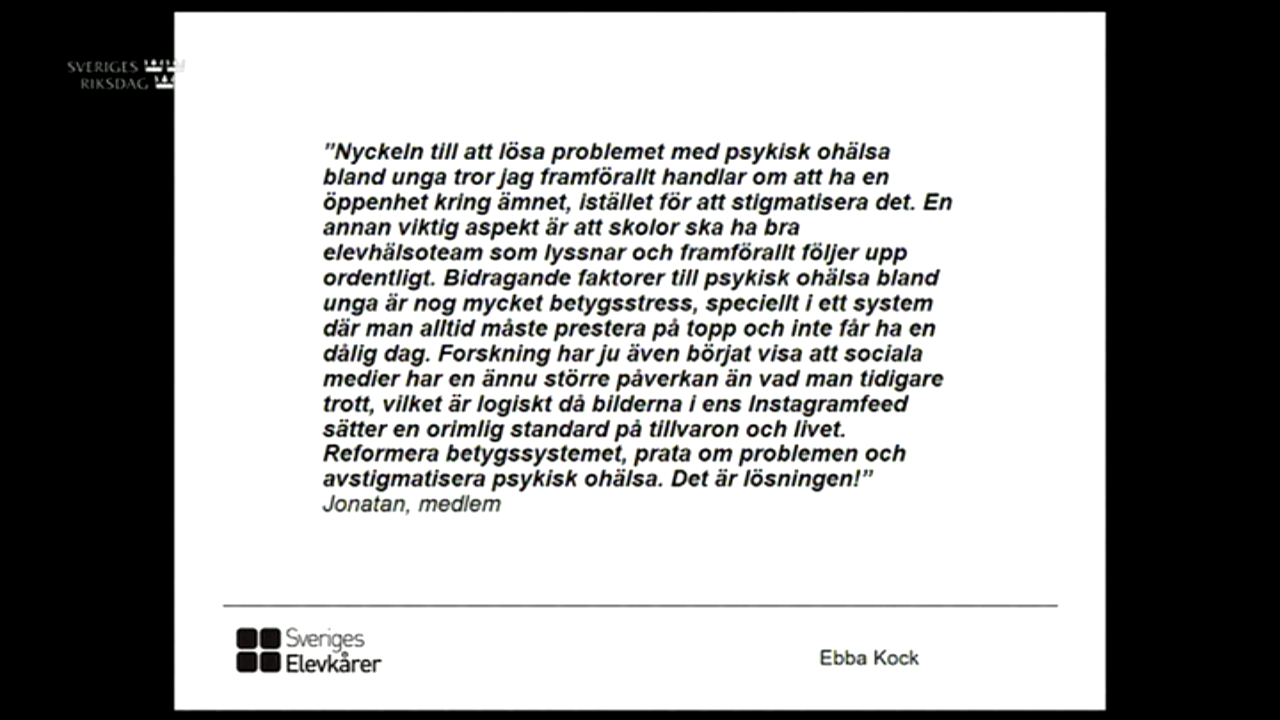 SVERIGES
RIKSDAG
”Nyckeln till att lösa problemet med psykisk ohälsa
bland unga tror jag framförallt handlar om att ha en
öppenhet kring ämnet, istället för att stigmatisera det. En
annan viktig aspekt är att skolor ska ha bra
elevhälsoteam som lyssnar och framförallt följer upp
ordentligt. Bidragande faktorer till psykisk ohälsa bland
unga är nog mycket betygsstress, speciellt i ett system
där man alltid måste prestera på topp och inte får ha en
dålig dag. Forskning har ju även börjat visa att sociala
medier har en ännu större påverkan än vad man tidigare
trott, vilket är logiskt då bilderna i ens Instagramfeed
sätter en orimlig standard på tillvaron och livet.
Reformera betygssystemet, prata om problemen och
avstigmatisera psykisk ohälsa. Det är lösningen!”
Jonatan, medlem
Sveriges
Elevkårer
Ebba Kock